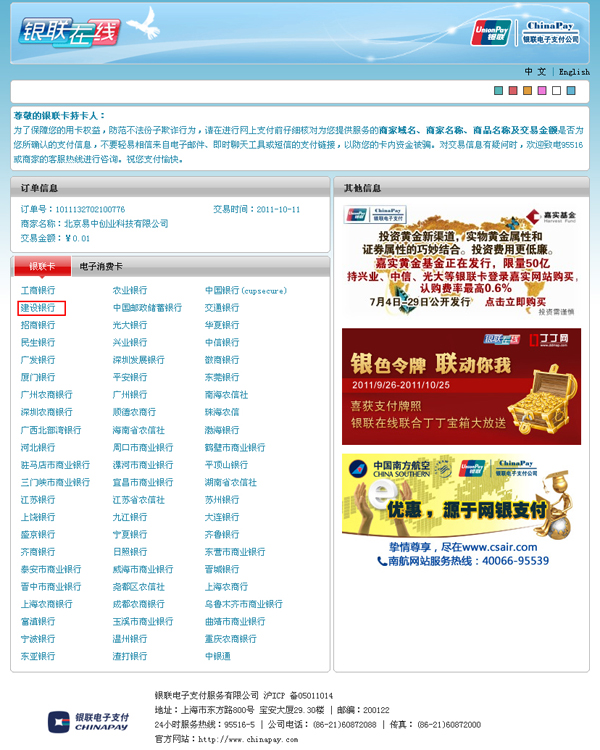 银联在线
UnionPay
银联
ChinaPay
银联电子支付公司
中 文 | English
尊敬的银联卡持卡人：
为了保障您的用卡权益，防范不法份子欺诈行为，请在进行网上支付前仔细核对为您提供服务的商家域名、商家名称、商品名称及交易金额是否为
您所确认的支付信息，不要轻易相信来自电子邮件、即时聊天工具或短信的支付链接，以防您的卡内资金被骗。对交易信息有疑问时，欢迎致电95516
或商家的客服热线进行咨询。祝您支付愉快。
订单信息
订单号：1011132702100776 交易时间：2011-10-11
商家名称：北京易中创业科技有限公司
交易金额：￥0.01
银联卡 电子消费卡
工商银行 农业银行 中国银行(cupsecure)
建设银行 中国邮政储蓄银行 交通银行
招商银行 光大银行 华夏银行
民生银行 兴业银行 中信银行
广发银行 深圳发展银行 徽商银行
厦门银行 平安银行 东莞银行
广州农商银行 广州银行 南海农信社
深圳农商银行 顺德农商行 珠海农信
广西北部湾银行 海南省农信社 渤海银行
河北银行 周口市商业银行 鹤壁市商业银行
驻马店市商业银行 漯河市商业银行 平顶山银行
三门峡市商业银行 宜昌市商业银行 湖南省农信社
江苏银行 江苏省农信社 苏州银行
上饶银行 九江银行 大连银行
盛京银行 宁夏银行 齐鲁银行
齐商银行 日照银行 东营市商业银行
泰安市商业银行 威海市商业银行 晋城银行
晋中市商业银行 尧都区农信社 上海农商行
上海农商银行 成都农商银行 乌鲁木齐市商业银行
富滇银行 玉溪市商业银行 曲靖市商业银行
宁波银行 温州银行 重庆农商银行
东亚银行 渣打银行 中银通
其他信息
UnionPay
银联
ChinaPay
银联电子支付
嘉实基金
投资黄金新渠道，实物黄金属性和
证券属性的巧妙结合。投资费用更低廉。
嘉实黄金基金正在发行，限量50亿
持兴业、中信、光大等银联卡登录嘉实网站购买，
认购费率最高0.6%
7月4日-29日公开发行 点击立即购买
投资需谨慎
银联在线 丁丁网
银色令牌 联动你我
2011/9/26-2011/10/25
喜获支付牌照
银联在线联合丁丁宝箱大放送
中国南方航空
CHINA SOUTHERN
UnionPay
银联
ChinaPay
银联电子支付公司
优惠，源于网银支付
挚情尊享，尽在www.csair.com
南航网站服务热线：40066-95539
银联电子支付
CHINAPAY
银联电子支付服务有限公司 沪ICP 备05011014
地址：上海市东方路800号 宝安大厦29.30楼 | 邮编：200122
24小时服务热线：95516-5 | 公司电话：(86-21)60872088 | 传真：(86-21)60872000
官方网站：http://www.chinapay.com